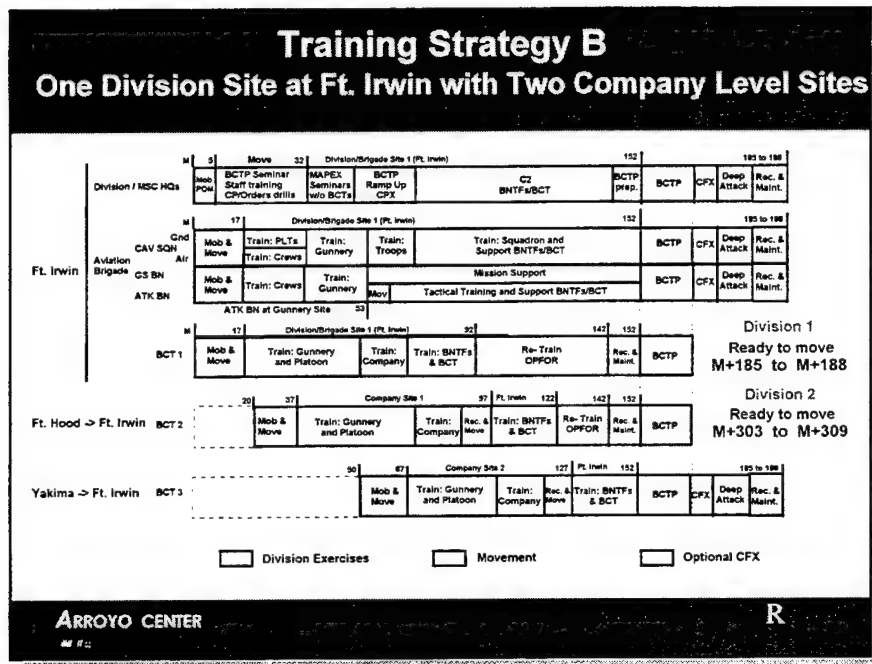 Training Strategy B
One Division Site at Ft. Irwin with Two Company Level Sites
M 5 Move 32 Division/Brigade Site 1 (Ft. Irwin) 152 185 to 188
Division / MSC HQs
Mob POM
BCTP Seminar
Staff training
CP/Orders drills
MAPEX
Seminars
w/o BCTs
BCTP
Ramp Up
CPX
C2
BNTFs/BCT
BCTP
prep.
BCTP
CFX
Deep
Attack
Rec. &
Maint.
M 17 Division/Brigade Site 1 (Ft. Irwin) 152 185 to 188
Ft. Irwin
Aviation
Brigade
Gnd
CAV SQN
Air
GS BN
ATK BN
Mob &
Move
Train: PLTs
Train: Crews
Train:
Gunnery
Train:
Troops
Train: Squadron and
Support BNTFs/BCT
BCTP
CFX
Deep
Attack
Rec. &
Maint.
Mob &
Move
Train: Crews
Train:
Gunnery
Mission Support
Mov
Tactical Training and Support BNTFs/BCT
BCTP
CFX
Deep
Attack
Rec. &
Maint.
ATK BN at Gunnery Site 53
M 17 Division/Brigade Site 1 (Ft. Irwin) 92 142 152
BCT 1
Mob &
Move
Train: Gunnery
and Platoon
Train:
Company
Train: BNTFs
& BCT
Re-Train
OPFOR
Rec. &
Maint.
BCTP
Division 1
Ready to move
M+185 to M+188
20 37 Company Site 1 97 Ft. Irwin 122 142 152
Ft. Hood -> Ft. Irwin BCT 2
Mob &
Move
Train: Gunnery
and Platoon
Train:
Company
Rec. &
Move
Train: BNTFs
& BCT
Re-Train
OPFOR
Rec. &
Maint.
BCTP
Division 2
Ready to move
M+303 to M+309
50 67 Company Site 2 127 Ft. Irwin 152 185 to 188
Yakima -> Ft. Irwin BCT 3
Mob &
Move
Train: Gunnery
and Platoon
Train:
Company
Rec. &
Move
Train: BNTFs
& BCT
BCTP
CFX
Deep
Attack
Rec. &
Maint.
Division Exercises
Movement
Optional CFX
ARROYO CENTER
R